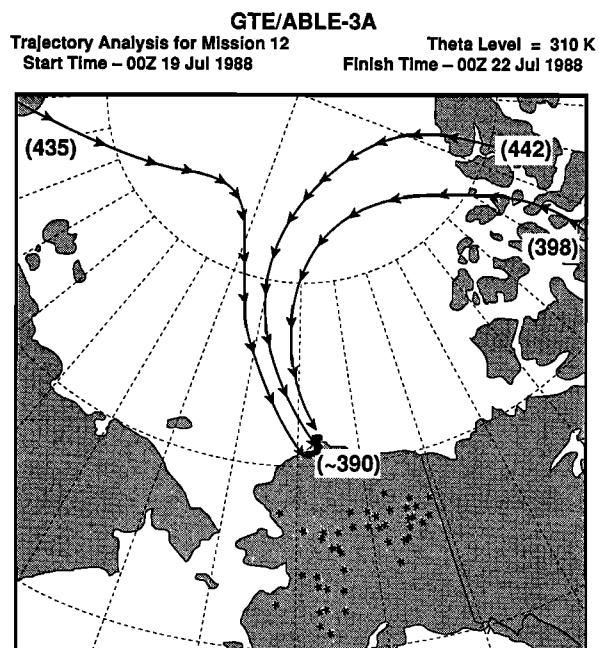 GTE/ABLE-3A
Trajectory Analysis for Mission 12 Theta Level = 310 K
Start Time – 00Z 19 Jul 1988 Finish Time – 00Z 22 Jul 1988
(435)
(442)
(398)
(~390)